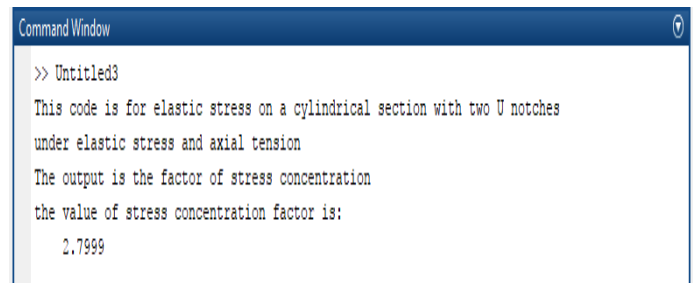 Command Window
>> Untitled3
This code is for elastic stress on a cylindrical section with two U notches
under elastic stress and axial tension
The output is the factor of stress concentration
the value of stress concentration factor is:
2.7999